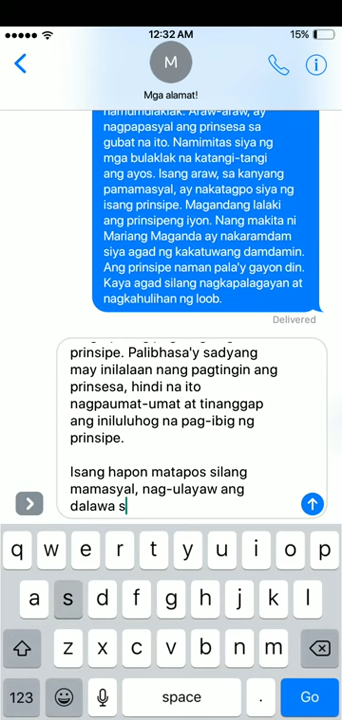 12:32 AM
15%
M
Mga alamat!
namumulaklak. Araw-araw, ay
nagpapasyal ang prinsesa sa
gubat na ito. Namimitas siya ng
mga bulaklak na katangi-tangi
ang ayos. Isang araw, sa kanyang
pamamasyal, ay nakatagpo siya ng
isang prinsipe. Magandang lalaki
ang prinsipeng iyon. Nang makita ni
Mariang Maganda ay nakaramdam
siya agad ng kakatuwang damdamin.
Ang prinsipe naman pala'y gayon din.
Kaya agad silang nagkapalagayan at
nagkahulihan ng loob.
Delivered
prinsipe. Palibhasa'y sadyang
may inilalaan nang pagtingin ang
prinsesa, hindi na ito
nagpaumat-umat at tinanggap
ang iniluluhog na pag-ibig ng
prinsipe.
Isang hapon matapos silang
mamasyal, nag-ulayaw ang
dalawa s
q w e r t y u i o p
a s d f g h j k l
z x c v b n m
123 space . Go